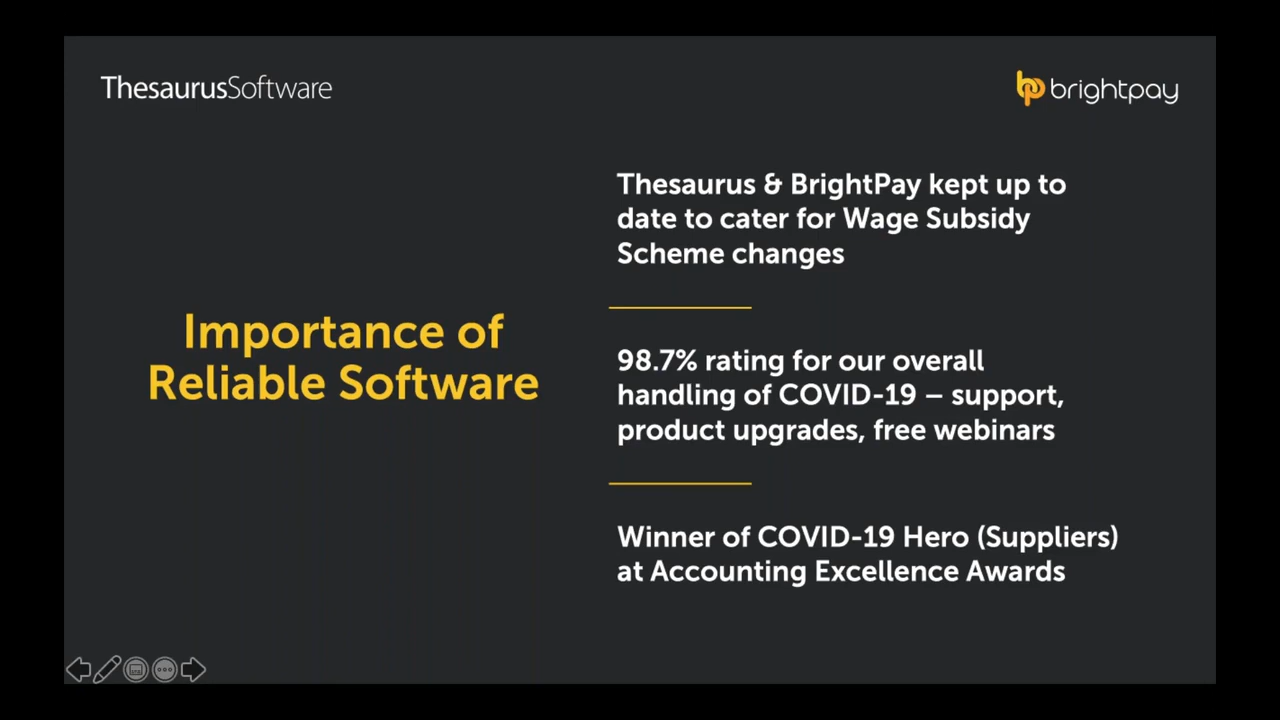 ThesaurusSoftware
brightpay
Importance of
Reliable Software
Thesaurus & BrightPay kept up to
date to cater for Wage Subsidy
Scheme changes
98.7% rating for our overall
handling of COVID-19 – support,
product upgrades, free webinars
Winner of COVID-19 Hero (Suppliers)
at Accounting Excellence Awards